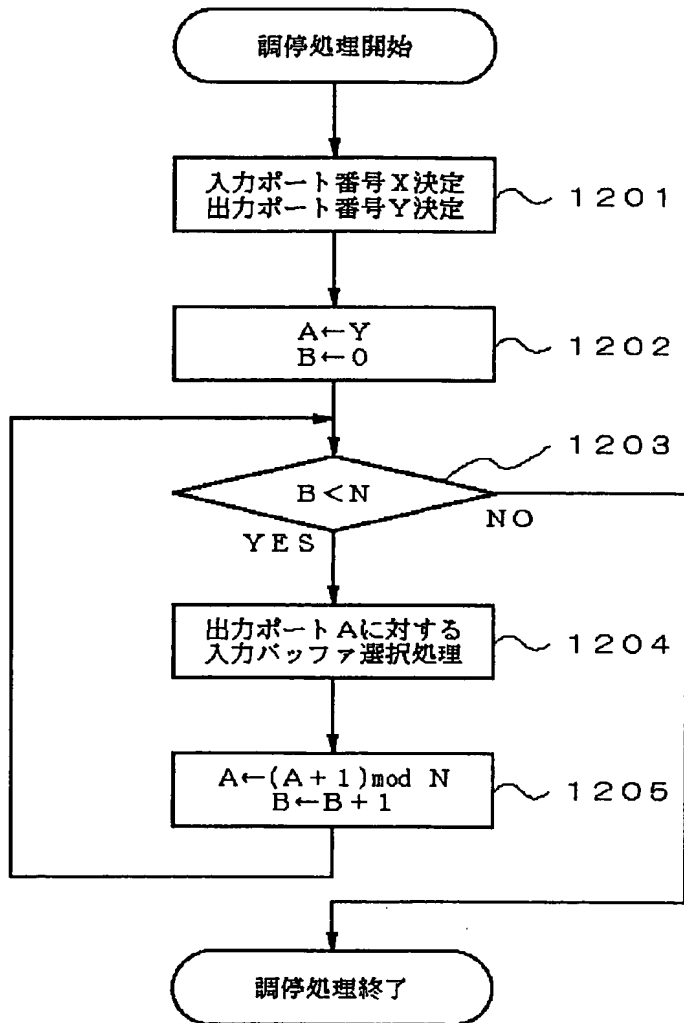 調停処理開始
入力ポート番号X決定
出力ポート番号Y決定
1201
A←Y
B←0
1202
1203
B<N
NO
YES
出力ポートAに対する
入力バッファ選択処理
1204
A←(A+1)mod N
B←B+1
1205
調停処理終了